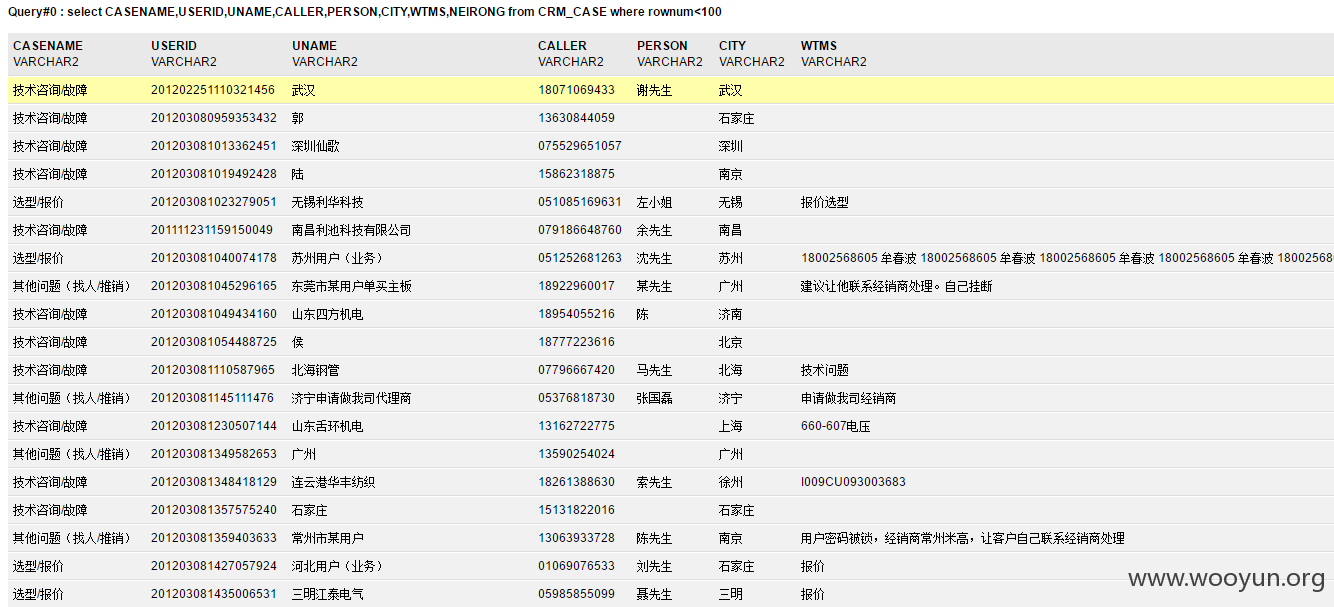 Query#0 : select CASENAME,USERID,UNAME,CALLER,PERSON,CITY,WTMS,NEIRONG from CRM_CASE where rownum<100
CASENAME USERID UNAME CALLER PERSON CITY WTMS
VARCHAR2 VARCHAR2 VARCHAR2 VARCHAR2 VARCHAR2 VARCHAR2 VARCHAR2
技术咨询/故障 201202251110321456 武汉 18071069433 谢先生 武汉
技术咨询/故障 201203080959353432 郭 13630844059 石家庄
技术咨询/故障 201203081013362451 深圳仙歌 075529651057 深圳
技术咨询/故障 201203081019492428 陆 15862318875 南京
选型/报价 201203081023279051 无锡利华科技 051085169631 左小姐 无锡 报价选型
技术咨询/故障 201111231159150049 南昌利池科技有限公司 079186648760 余先生 南昌
选型/报价 201203081040074178 苏州用户（业务） 051252681263 沈先生 苏州 18002568605 牟春波 18002568605 牟春波 18002568605 牟春波 18002568605 牟春波 1800256860
其他问题（找人/推销） 201203081045296165 东莞市某用户单买主板 18922960017 某先生 广州 建议让他联系经销商处理。自己挂断
技术咨询/故障 201203081049434160 山东四方机电 18954055216 陈 济南
技术咨询/故障 201203081054488725 侯 18777223616 北京
技术咨询/故障 201203081110587965 北海钢管 07796667420 马先生 北海 技术问题
其他问题（找人/推销） 201203081145111476 济宁申请做我司代理商 05376818730 张国磊 济宁 申请做我司经销商
技术咨询/故障 201203081230507144 山东舌环机电 13162722775 上海 660-607电压
其他问题（找人/推销） 201203081349582653 广州 13590254024 广州
技术咨询/故障 201203081348418129 连云港华丰纺织 18261388630 索先生 徐州 I009CU093003683
技术咨询/故障 201203081357575240 石家庄 15131822016 石家庄
其他问题（找人/推销） 201203081359403633 常州市某用户 13063933728 陈先生 南京 用户密码被锁，经销商常州米高，让客户自己联系经销商处理
选型/报价 201203081427057924 河北用户（业务） 01069076533 刘先生 石家庄 报价
选型/报价 201203081435006531 三明江泰电气 05985855099 聂先生 三明 报价
www.wooyun.org